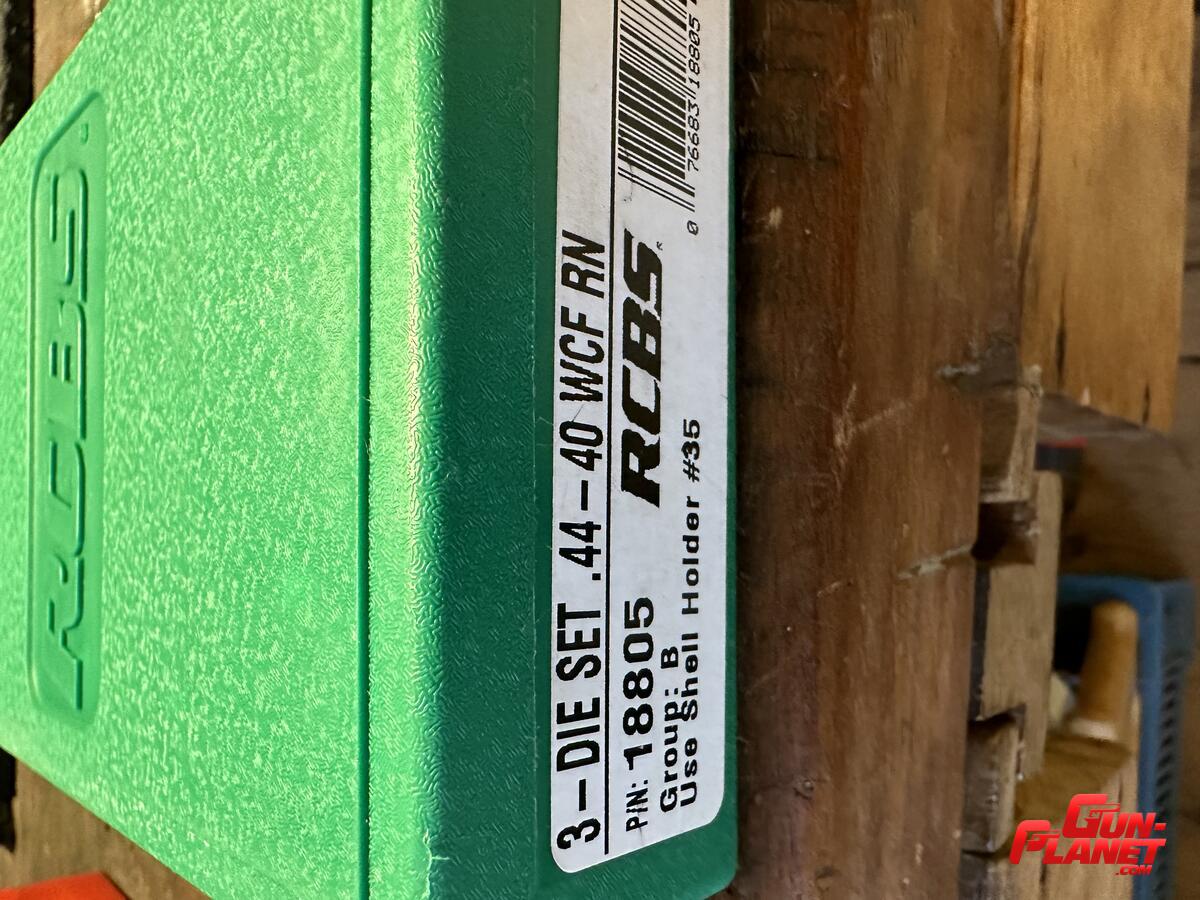 RCBS
3-DIE SET .44-40 WCF RN
P/N: 18805
RCBS®
Group: B
Use Shell Holder #35
0 76683 18805
GUN-
PLANET
.COM